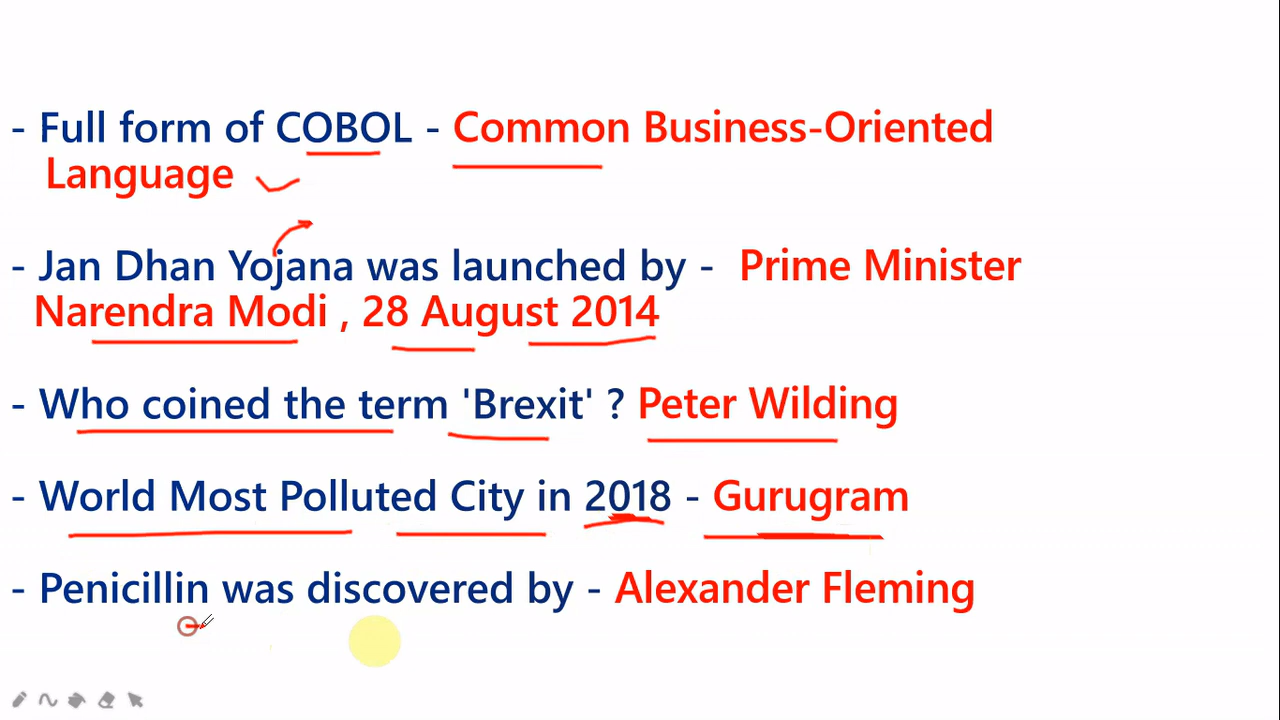 - Full form of COBOL - Common Business-Oriented
Language
- Jan Dhan Yojana was launched by - Prime Minister
Narendra Modi , 28 August 2014
- Who coined the term 'Brexit' ? Peter Wilding
- World Most Polluted City in 2018 - Gurugram
- Penicillin was discovered by - Alexander Fleming